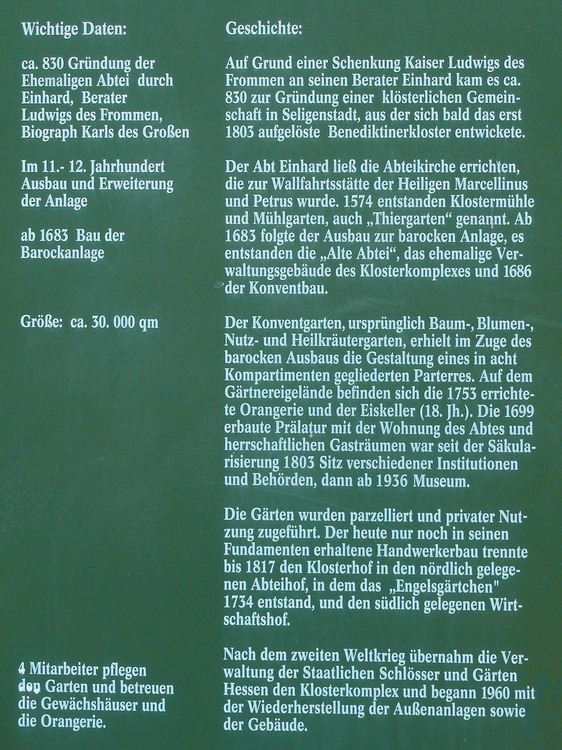 Wichtige Daten:
ca. 830 Gründung der
Ehemaligen Abtei durch
Einhard, Berater
Ludwigs des Frommen,
Biograph Karls des Großen
Im 11.- 12. Jahrhundert
Ausbau und Erweiterung
der Anlage
ab 1683 Bau der
Barockanlage
Größe: ca. 30. 000 qm
4 Mitarbeiter pflegen
den Garten und betreuen
die Gewächshäuser und
die Orangerie.
Geschichte:
Auf Grund einer Schenkung Kaiser Ludwigs des
Frommen an seinen Berater Einhard kam es ca.
830 zur Gründung einer klösterlichen Gemein-
schaft in Seligenstadt, aus der sich bald das erst
1803 aufgelöste Benediktinerkloster entwickete.
Der Abt Einhard ließ die Abteikirche errichten,
die zur Wallfahrtsstätte der Heiligen Marcellinus
und Petrus wurde. 1574 entstanden Klostermühle
und Mühlgarten, auch „Thiergarten“ genannt. Ab
1683 folgte der Ausbau zur barocken Anlage, es
entstanden die „Alte Abtei“, das ehemalige Ver-
waltungsgebäude des Klosterkomplexes und 1686
der Konventbau.
Der Konventgarten, ursprünglich Baum-, Blumen-,
Nutz- und Heilkräutergarten, erhielt im Zuge des
barocken Ausbaus die Gestaltung eines in acht
Kompartimenten gegliederten Parterres. Auf dem
Gärtnereigelände befinden sich die 1753 errichte-
te Orangerie und der Eiskeller (18. Jh.). Die 1699
erbaute Prälatur mit der Wohnung des Abtes und
herrschaftlichen Gasträumen war seit der Säkula-
risierung 1803 Sitz verschiedener Institutionen
und Behörden, dann ab 1936 Museum.
Die Gärten wurden parzelliert und privater Nut-
zung zugeführt. Der heute nur noch in seinen
Fundamenten erhaltene Handwerkerbau trennte
bis 1817 den Klosterhof in den nördlich gelege-
nen Abteihof, in dem das „Engelsgärtchen"
1734 entstand, und den südlich gelegenen Wirt-
schaftshof.
Nach dem zweiten Weltkrieg übernahm die Ver-
waltung der Staatlichen Schlösser und Gärten
Hessen den Klosterkomplex und begann 1960 mit
der Wiederherstellung der Außenanlagen sowie
der Gebäude.